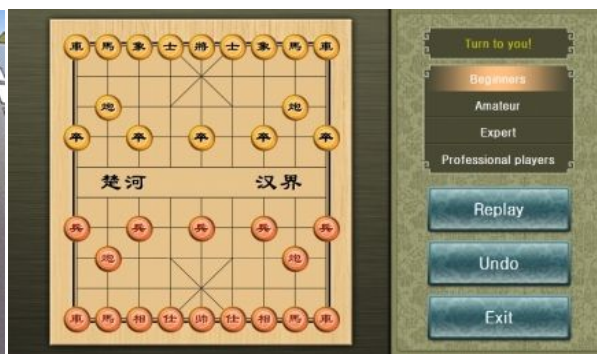 車 馬 象 士 將 士 象 馬 車
炮 炮
卒 卒 卒 卒 卒
楚河 汉界
兵 兵 兵 兵 兵
炮 炮
車 馬 相 仕 帅 仕 相 馬 車
Turn to you!
Beginners
Amateur
Expert
Professional players
Replay
Undo
Exit